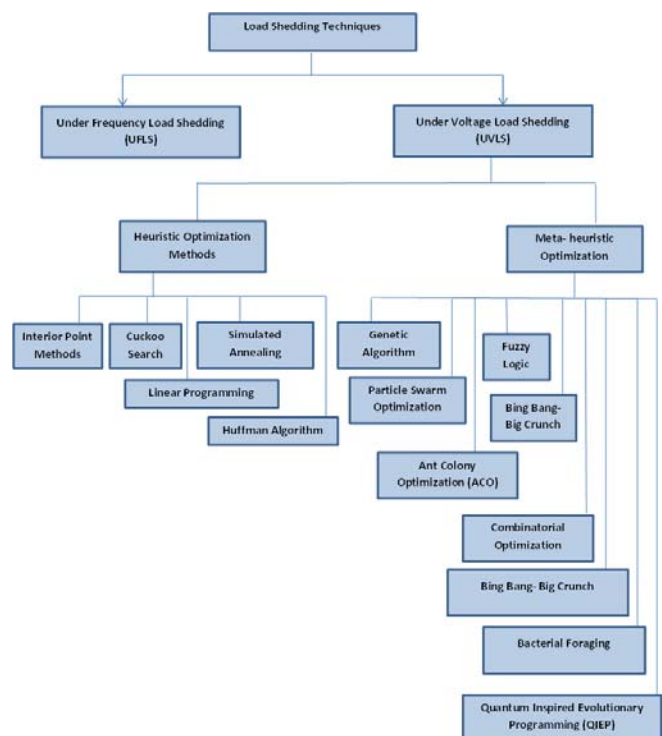 Load Shedding Techniques
Under Frequency Load Shedding
(UFLS)
Under Voltage Load Shedding
(UVLS)
Heuristic Optimization
Methods
Meta- heuristic
Optimization
Interior Point
Methods
Cuckoo
Search
Simulated
Annealing
Linear Programming
Huffman Algorithm
Genetic
Algorithm
Fuzzy
Logic
Particle Swarm
Optimization
Bing Bang-
Big Crunch
Ant Colony
Optimization (ACO)
Combinatorial
Optimization
Bing Bang- Big Crunch
Bacterial Foraging
Quantum Inspired Evolutionary
Programming (QIEP)